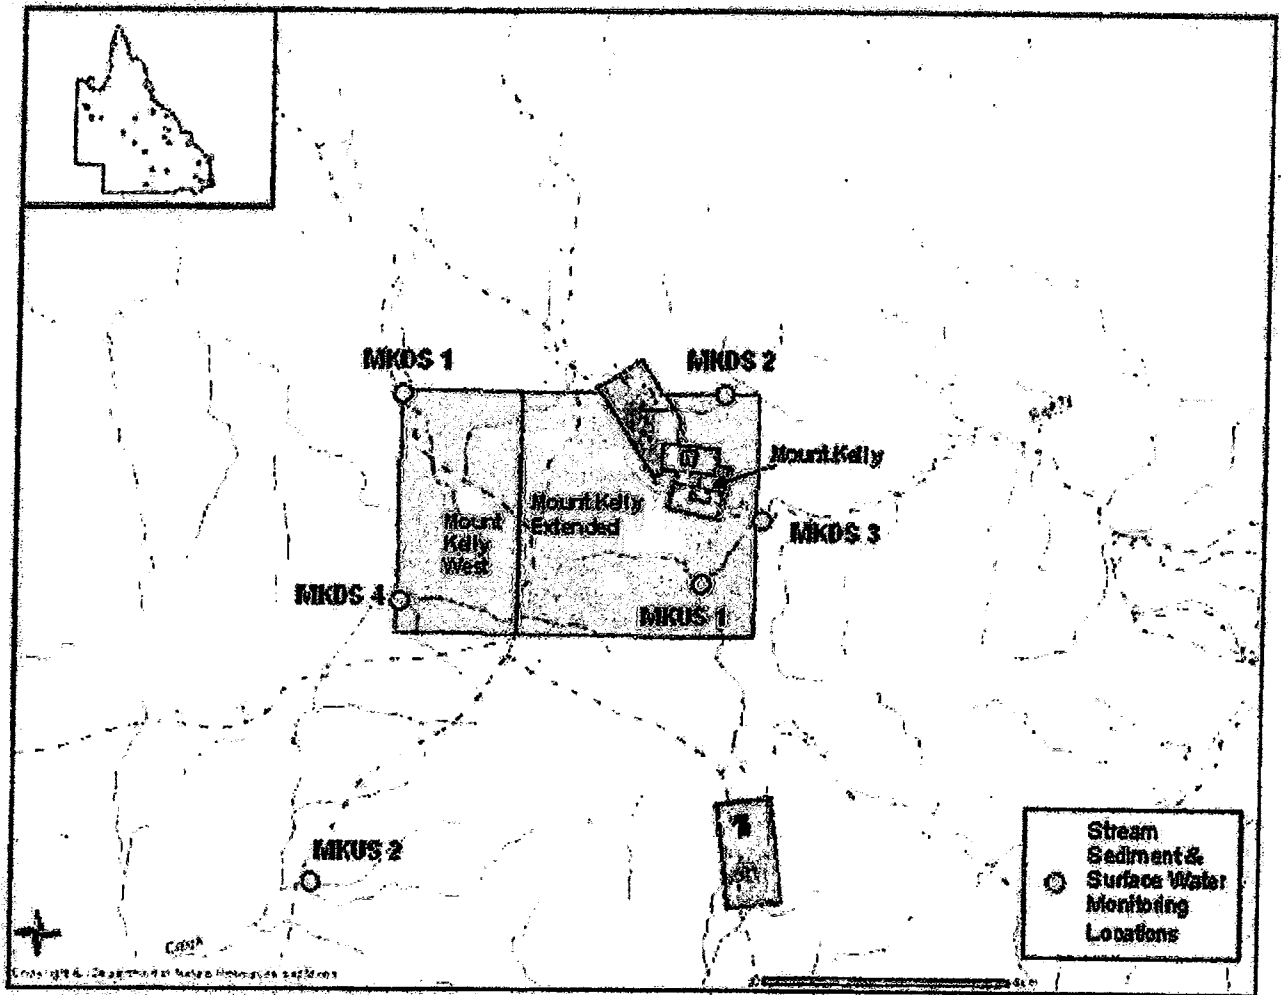 MKDS 1
MKDS 2
Mount Kelly
Mount Kelly
Extended
Mount
Kelly
West
MKDS 3
MKDS 4
MKUS 1
MKUS 2
Stream
Sediment &
Surface Water
Monitoring
Locations